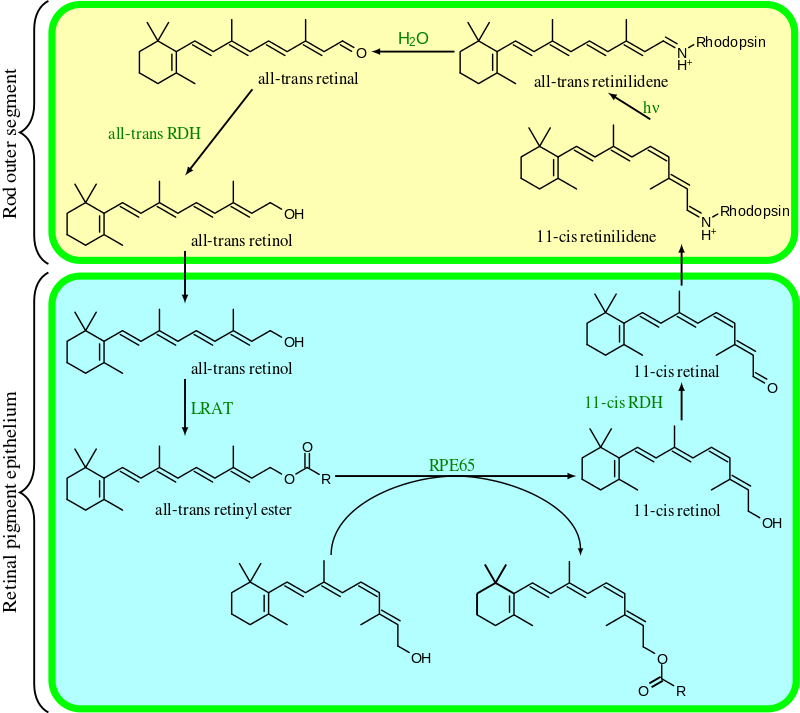 Rod outer segment
O
all-trans retinal
H₂O
N
H⁺
Rhodopsin
all-trans retinilidene
hν
all-trans RDH
OH
all-trans retinol
N
H⁺
Rhodopsin
11-cis retinilidene
Retinal pigment epithelium
OH
all-trans retinol
LRAT
O
11-cis retinal
11-cis RDH
O
O
R
all-trans retinyl ester
RPE65
OH
11-cis retinol
OH
O
O
R